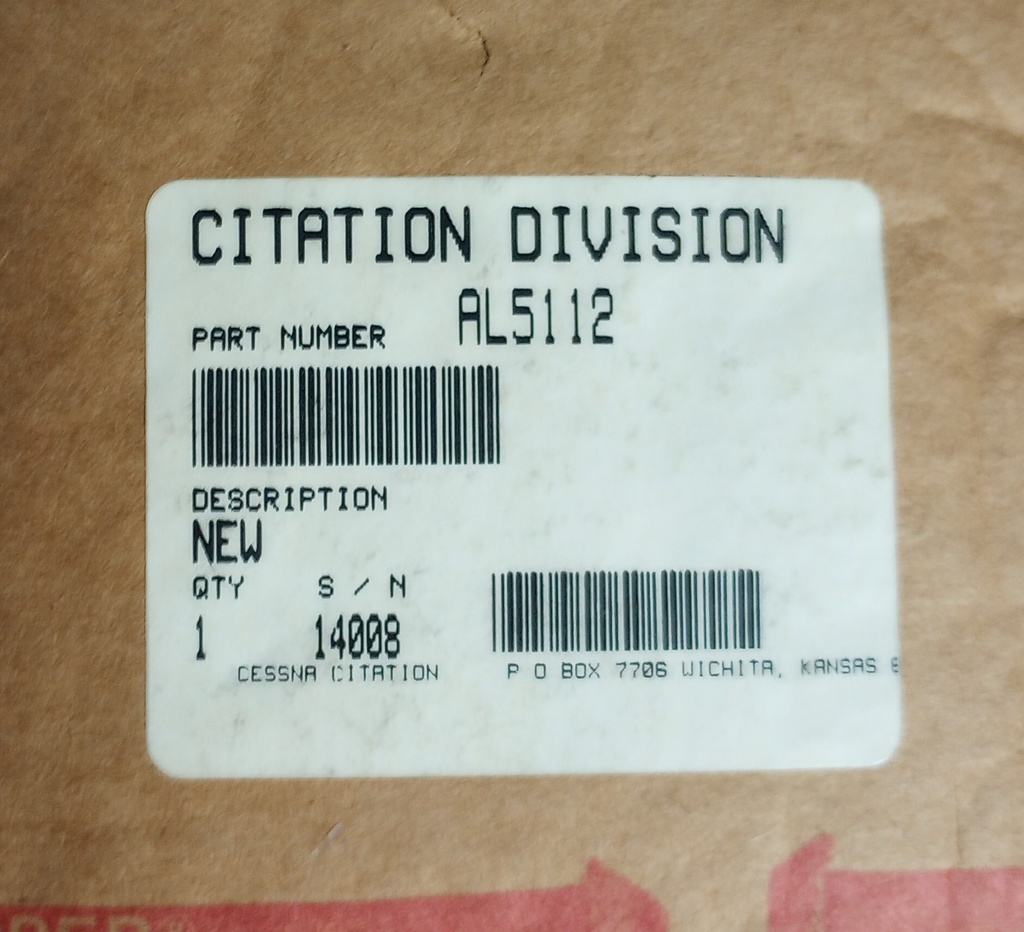 CITATION DIVISION
PART NUMBER AL5112
DESCRIPTION
NEW
QTY S / N
1 14008
CESSNA CITATION P O BOX 7706 WICHITA, KANSAS